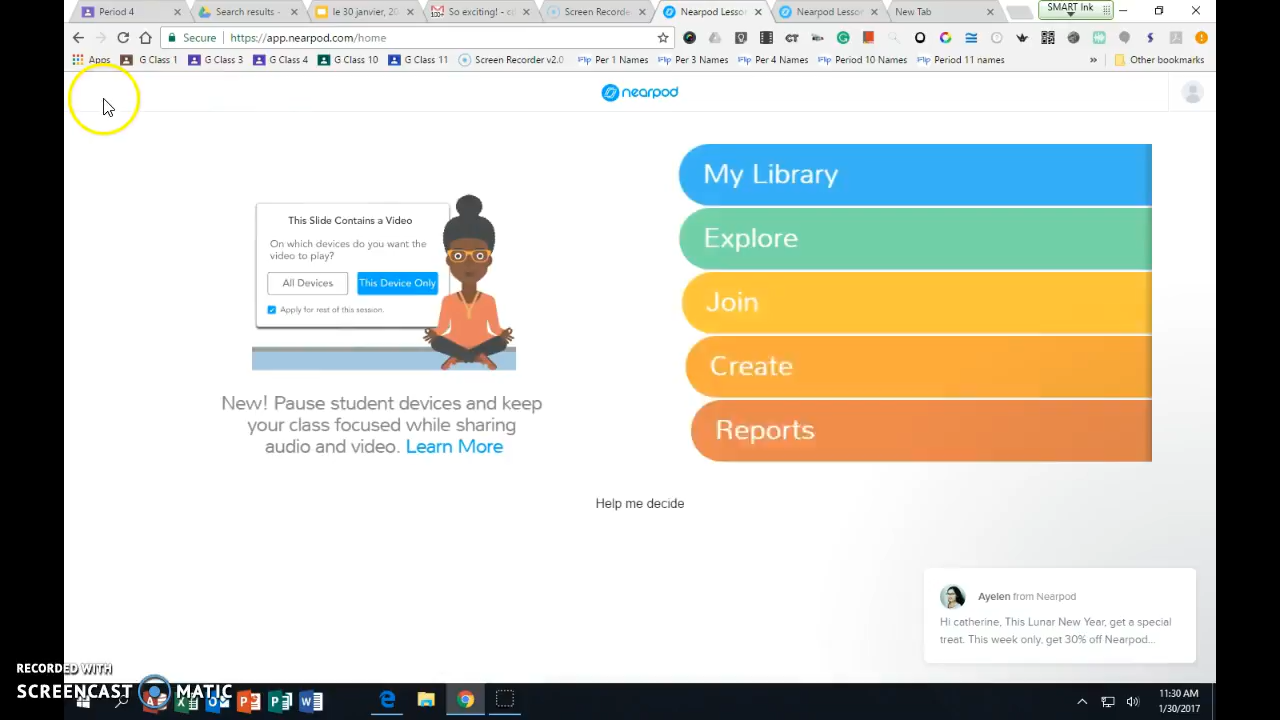 Period 4
Search results -
le 30 janvier, 20
So exciting! - ci
Screen Recorde
Nearpod Lesson
Nearpod Lesso
New Tab
SMART Ink
Secure
https://app.nearpod.com/home
Apps
G Class 1
G Class 3
G Class 4
G Class 10
G Class 11
Screen Recorder v2.0
Flip Per 1 Names
Flip Per 3 Names
Flip Per 4 Names
Flip Period 10 Names
Flip Period 11 names
»
Other bookmarks
nearpod
This Slide Contains a Video
On which devices do you want the
video to play?
All Devices
This Device Only
Apply for rest of this session.
New! Pause student devices and keep
your class focused while sharing
audio and video. Learn More
My Library
Explore
Join
Create
Reports
Help me decide
Ayelen from Nearpod
Hi catherine, This Lunar New Year, get a special
treat. This week only, get 30% off Nearpod...
RECORDED WITH
SCREENCAST MATIC
11:30 AM
1/30/2017